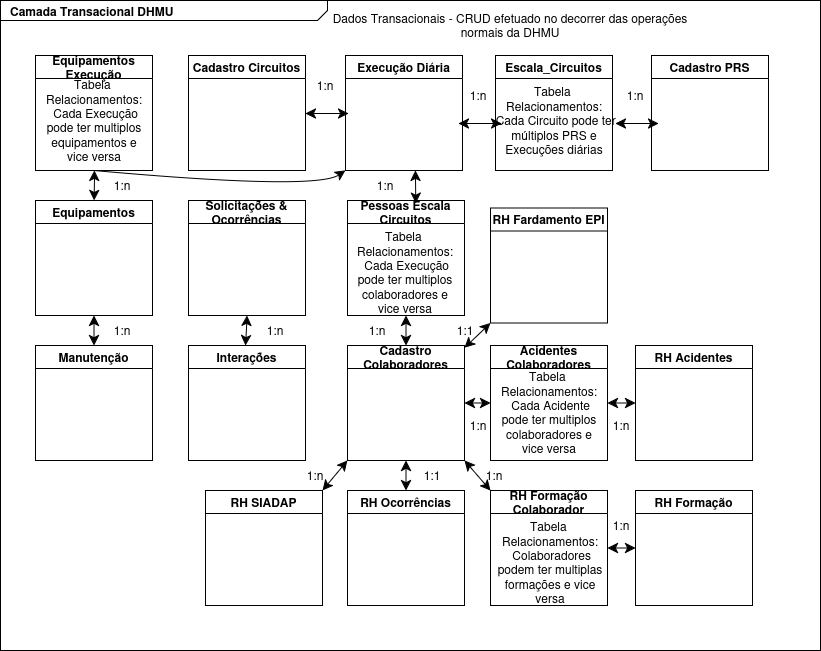 Camada Transacional DHMU
Dados Transacionais - CRUD efetuado no decorrer das operações
normais da DHMU
Equipamentos
Execução
Tabela
Relacionamentos:
Cada Execução
pode ter multiplos
equipamentos e
vice versa
Cadastro Circuitos
1:n
Execução Diária
1:n
Escala_Circuitos
Tabela
Relacionamentos:
Cada Circuito pode ter
múltiplos PRS e
Execuções diárias
1:n
Cadastro PRS
1:n
1:n
Equipamentos
Solicitações &
Ocorrências
Pessoas Escala
Circuitos
Tabela
Relacionamentos:
Cada Execução
pode ter multiplos
colaboradores e
vice versa
RH Fardamento EPI
1:n
1:n
1:n
1:1
Manutenção
Interações
Cadastro
Colaboradores
1:n
Acidentes
Colaboradores
Tabela
Relacionamentos:
Cada Acidente
pode ter multiplos
colaboradores e
vice versa
1:n
RH Acidentes
1:n
1:1
1:n
RH SIADAP
RH Ocorrências
RH Formação
Colaborador
Tabela
Relacionamentos:
Colaboradores
podem ter multiplas
formações e vice
versa
1:n
RH Formação